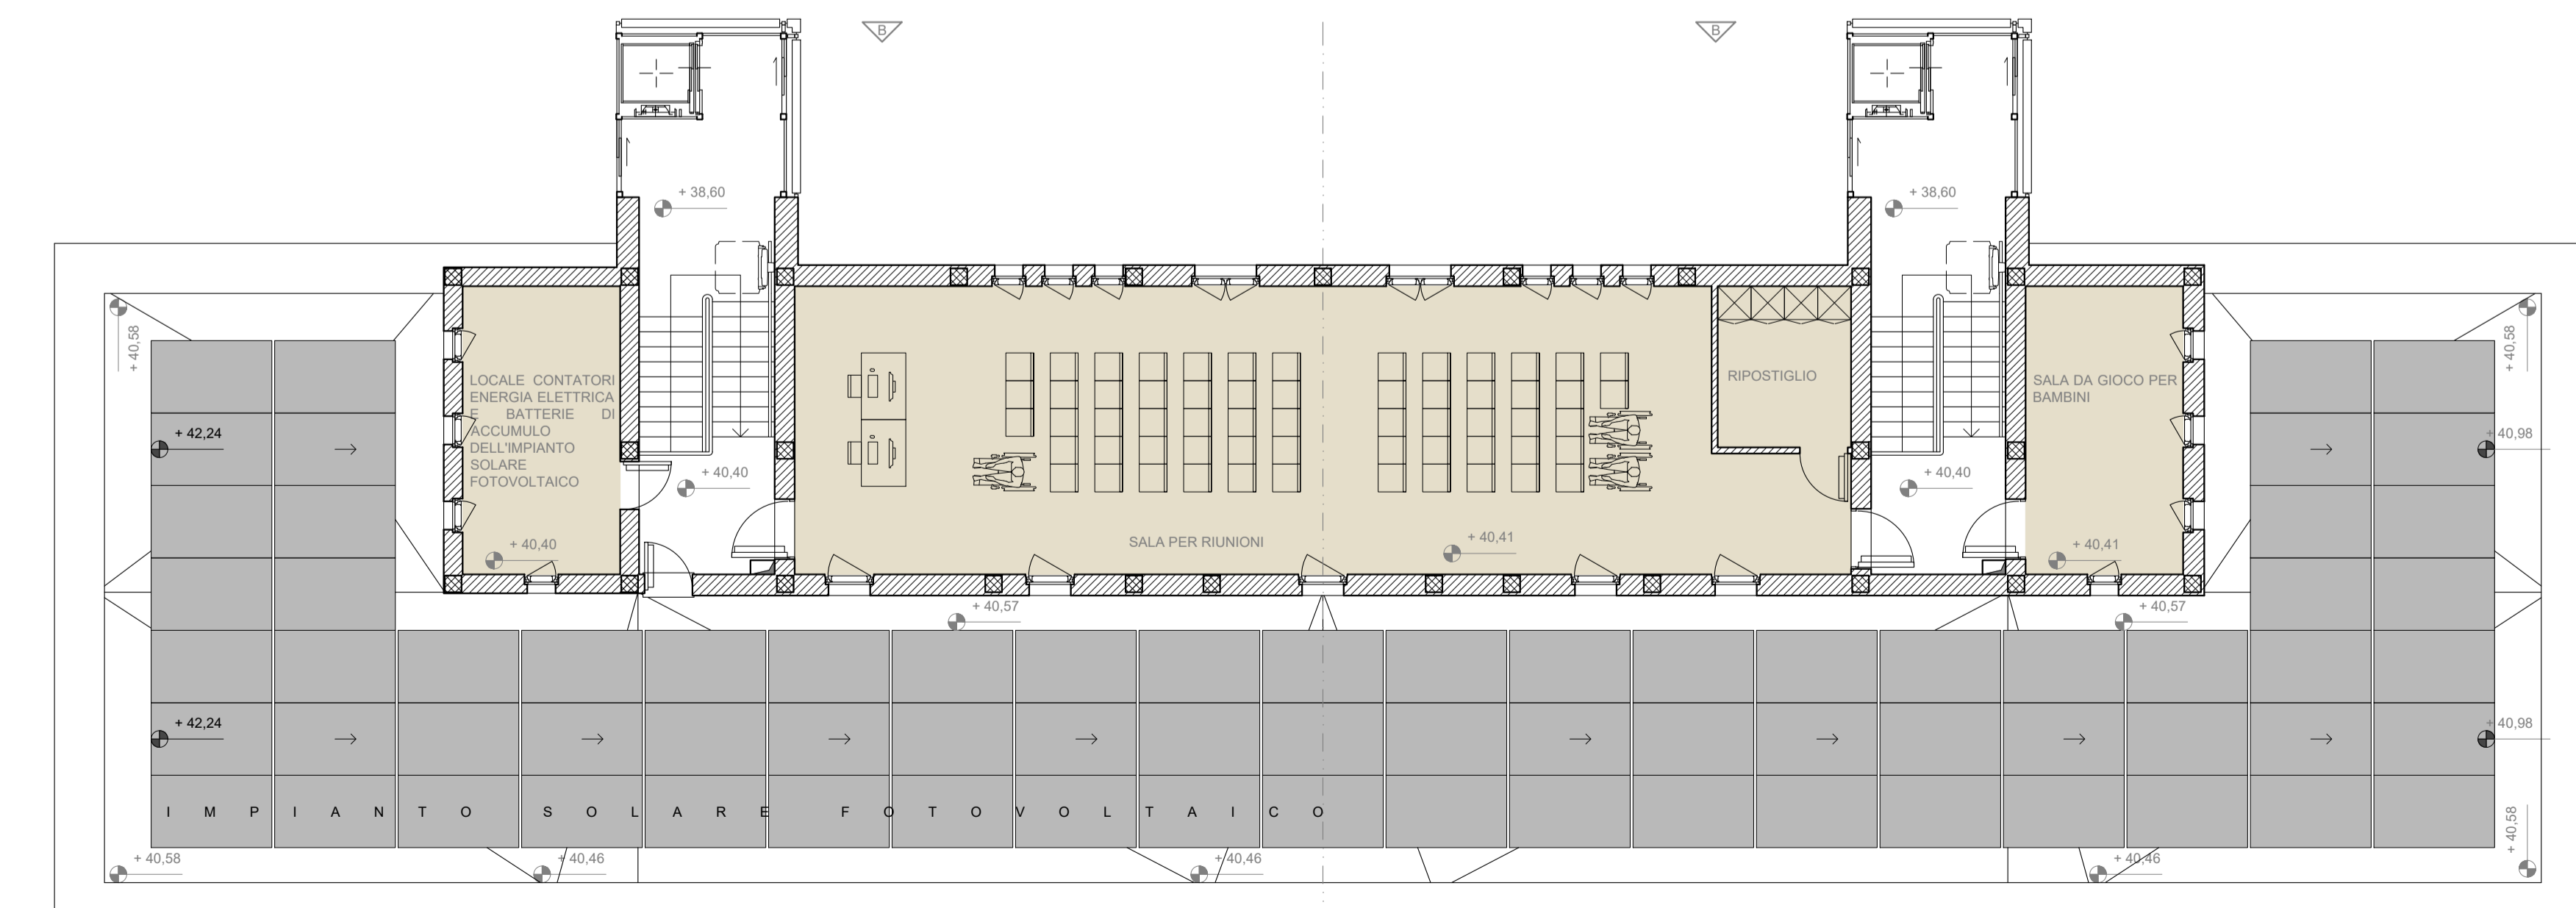 B
B
+ 38,60
+ 38,60
+ 40,58
+ 40,58
LOCALE CONTATORI
ENERGIA ELETTRICA
E BATTERIE DI
ACCUMULO
DELL'IMPIANTO
SOLARE
FOTOVOLTAICO
RIPOSTIGLIO
SALA DA GIOCO PER
BAMBINI
+ 42,24
+ 40,98
+ 40,40
+ 40,40
+ 40,40
SALA PER RIUNIONI
+ 40,41
+ 40,41
+ 40,57
+ 40,57
+ 42,24
+ 40,98
IMPIANTO SOLARE FOTOVOLTAICO
+ 40,58
+ 40,46
+ 40,46
+ 40,46
+ 40,58